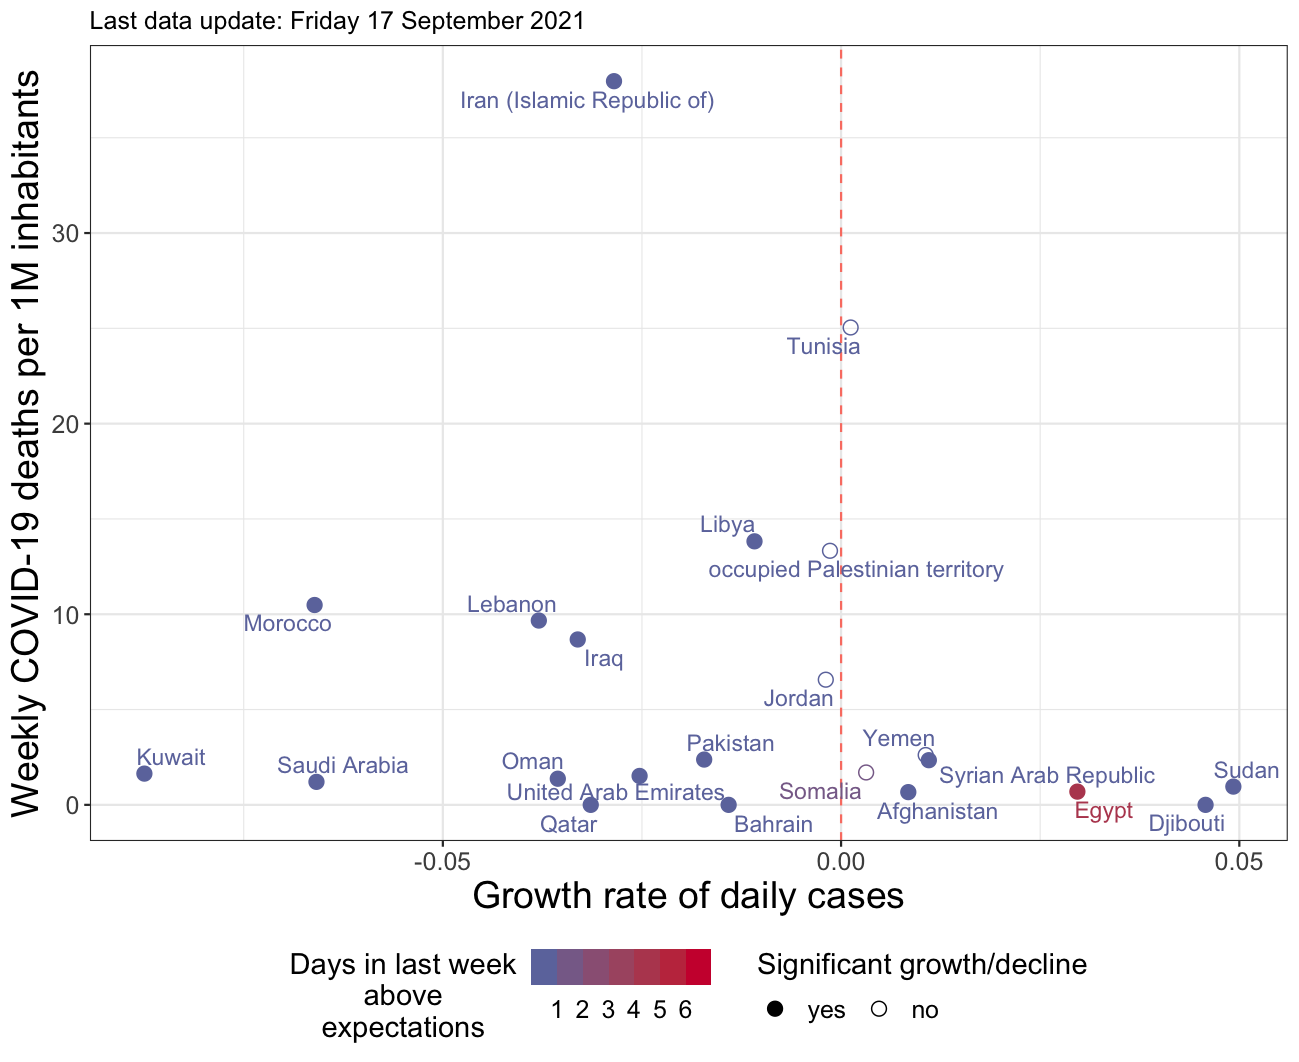 Last data update: Friday 17 September 2021
Weekly COVID-19 deaths per 1M inhabitants
30
20
10
0
Iran (Islamic Republic of)
Tunisia
Libya
occupied Palestinian territory
Lebanon
Morocco
Iraq
Jordan
Yemen
Pakistan
Kuwait
Oman
Saudi Arabia
Sudan
Syrian Arab Republic
United Arab Emirates
Somalia
Afghanistan
Egypt
Qatar
Bahrain
Djibouti
-0.05
0.00
0.05
Growth rate of daily cases
Days in last week
above
expectations
1 2 3 4 5 6
Significant growth/decline
yes no